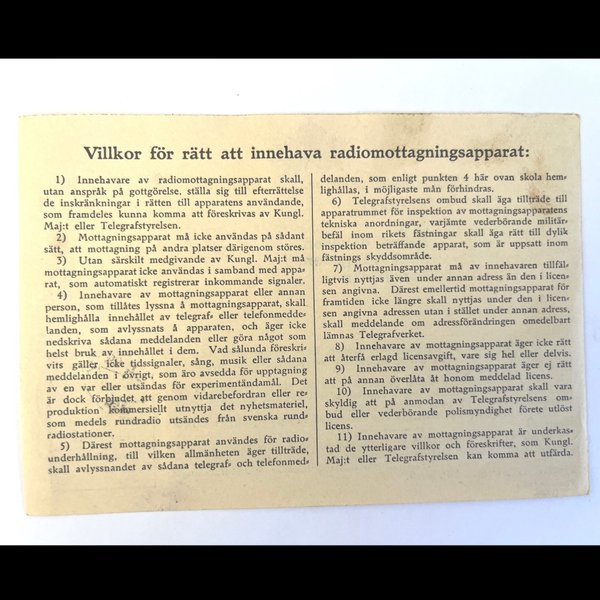 Villkor för rätt att innehava radiomottagningsapparat:
1) Innehavare av radiomottagningsapparat skall,
utan anspråk på gottgörelse. ställa sig till efterrättelse
de inskränkningar i rätten till apparatens användande,
som framdeles kunna komma att föreskrivas av Kungl.
Maj:t eller Telegrafstyrelsen.
2) Mottagningsapparat må icke användas på sådant
sätt, att mottagning på andra platser därigenom störes.
3) Utan särskilt medgivande av Kungl. Maj:t må
mottagningsapparat icke användas i samband med appa-
rat, som automatiskt registrerar inkommande signaler.
4) Innehavare av mottagningsapparat eller annan
person, som tillåtes lyssna å mottagningsapparat, skall
hemlighålla innehållet av telegraf- eller telefonmedde-
landen, som avlyssnats å apparaten, och äger icke
nedskriva sådana meddelanden eller göra något som
helst bruk av innehållet i dem. Vad sålunda föreskri-
vits gäller icke tidssignaler, sång, musik eller sådana
meddelanden i övrigt, som äro avsedda för upptagning
av en var eller utsändas för experimentändamål. Det
är dock förbjudet att genom vidarebefordran eller re-
produktion kommersiellt utnyttja det nyhetsmateriel,
som medels rundradio utsändes från svenska rund-
radiostationer,
5) Därest mottagningsapparat användes för radio-
underhållning, till vilken allmänheten äger tillträde,
skall avlyssnandet av sådana telegraf- och telefonmed-
delanden, som enligt punkten 4 här ovan skola hem-
lighållas, i möjligaste mån förhindras.
6) Telegrafstyrelsens ombud skall äga tillträde till
apparatrummet för inspektion av mottagningsapparatens
tekniska anordningar, varjämte vederbörande militär-
befäl inom rikets fästningar skall äga rätt till dylik
inspektion beträffande apparat, som är uppsatt inom
fästnings skyddsområde.
7) Mottagningsapparat må av innehavaren tillfäl-
ligtvis nyttjas även under annan adress än den i licen-
sen angivna. Därest emellertid mottagningsapparat för
framtiden icke längre skall nyttjas under den i licen-
sen angivna adressen utan i stället under annan adress,
skall meddelande om adressförändringen omedelbart
lämnas Telegrafverket.
8) Innehavare av mottagningsapparat äger icke rätt
att återfå erlagd licensavgift, vare sig hel eller delvis.
9) Innehavare av mottagningsapparat äger ej rätt
att på annan överlåta åt honom meddelad licens.
10) Innehavare av mottagningsapparat skall vara
skyldig att på anmodan av Telegrafstyrelsens om-
bud eller vederbörande polismyndighet förete utlöst
licens.
11) Innehavare av mottagningsapparat är underkas-
tad de ytterligare villkor och föreskrifter, som Kungl.
Maj:t eller Telegrafstyrelsen kan komma att utfärda.